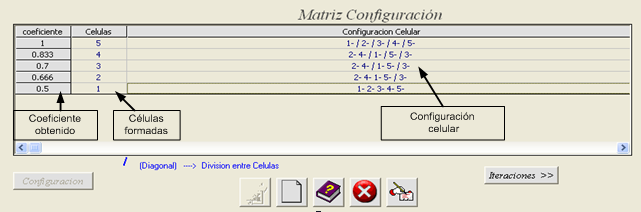 Matriz Configuración
coeficiente Celulas Configuracion Celular
1 5 1- / 2- / 3- / 4- / 5-
0.833 4 2- 4- / 1- / 5- / 3-
0.7 3 2- 4- / 1- 5- / 3-
0.666 2 2- 4- 1- 5- / 3-
0.5 1 1- 2- 3- 4- 5-
Coeficiente obtenido
Células formadas
Configuración celular
/ (Diagonal) ----> Division entre Celulas
Configuracion
Iteraciones >>